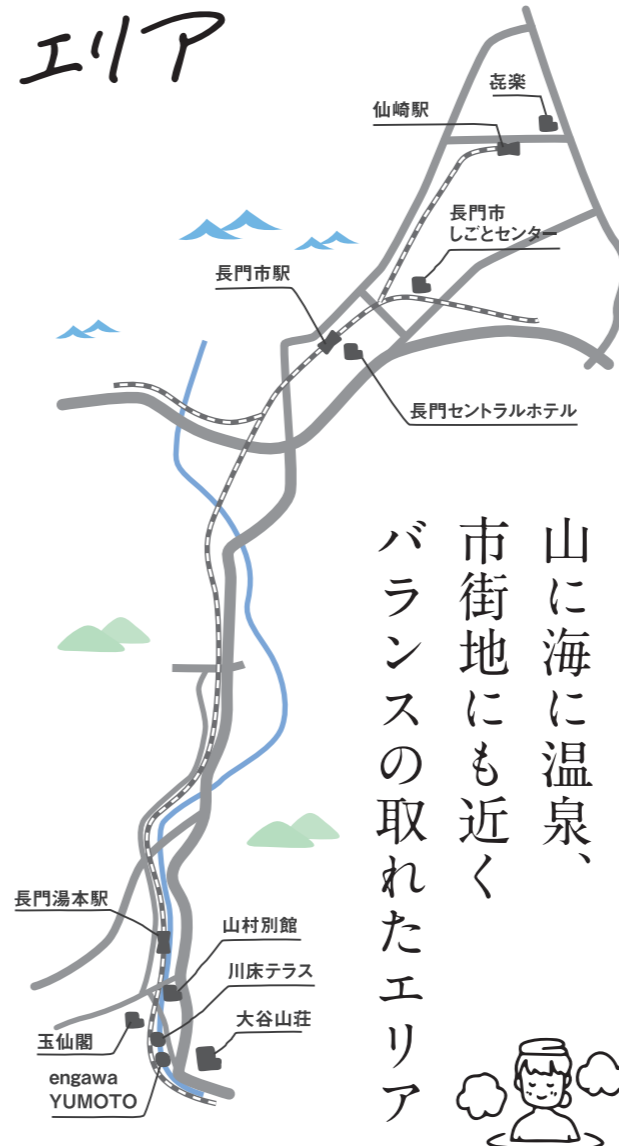 エリア
㐂楽
仙崎駅
長門市
しごとセンター
長門市駅
長門セントラルホテル
山に海に温泉、
市街地にも近く
バランスの取れたエリア
長門湯本駅
山村別館
川床テラス
大谷山荘
玉仙閣
engawa
YUMOTO